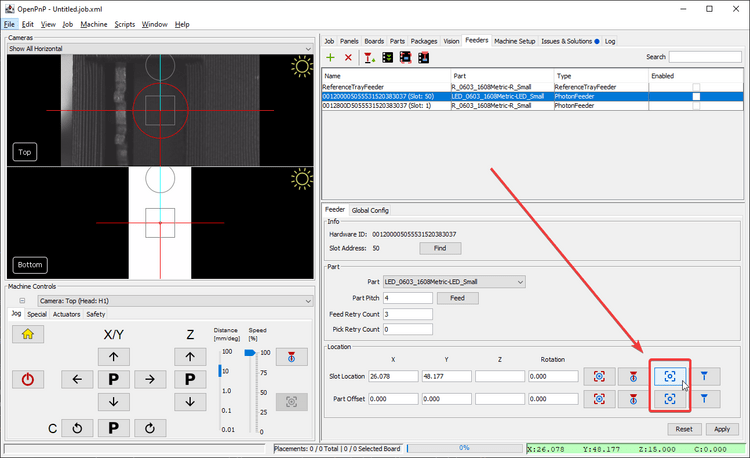 OpenPnP - Untitled.job.xml
File Edit View Job Machine Scripts Window Help
Cameras
Show All Horizontal
Top
Bottom
Machine Controls
Camera: Top (Head: H1)
Jog Special Actuators Safety
X/Y Z Distance [mm/deg] Speed [%]
100 100
10 75
1.0 50
0.1 25
0.01 0
P P
C P
Job Panels Boards Parts Packages Vision Feeders Machine Setup Issues & Solutions Log
Search
Name Part Type Enabled
ReferenceTrayFeeder R_0603_1608Metric-R_Small ReferenceTrayFeeder
00120000505553152038303​7 (Slot: 50) LED_0603_1608Metric-LED_Small PhotonFeeder
0012800D5055531520383037 (Slot: 1) R_0603_1608Metric-R_Small PhotonFeeder
Feeder Global Config
Info
Hardware ID: 001200005055531520383037
Slot Address: 50 Find
Part
Part LED_0603_1608Metric-LED_Small
Part Pitch 4 Feed
Feed Retry Count 3
Pick Retry Count 0
Location
X Y Z Rotation
Slot Location 26.078 48.177 0.000
Part Offset 0.000 0.000 0.000 0.000
Reset Apply
Placements: 0 / 0 Total | 0 / 0 Selected Board 0% X:26.078 Y:48.177 Z:15.000 C:0.000